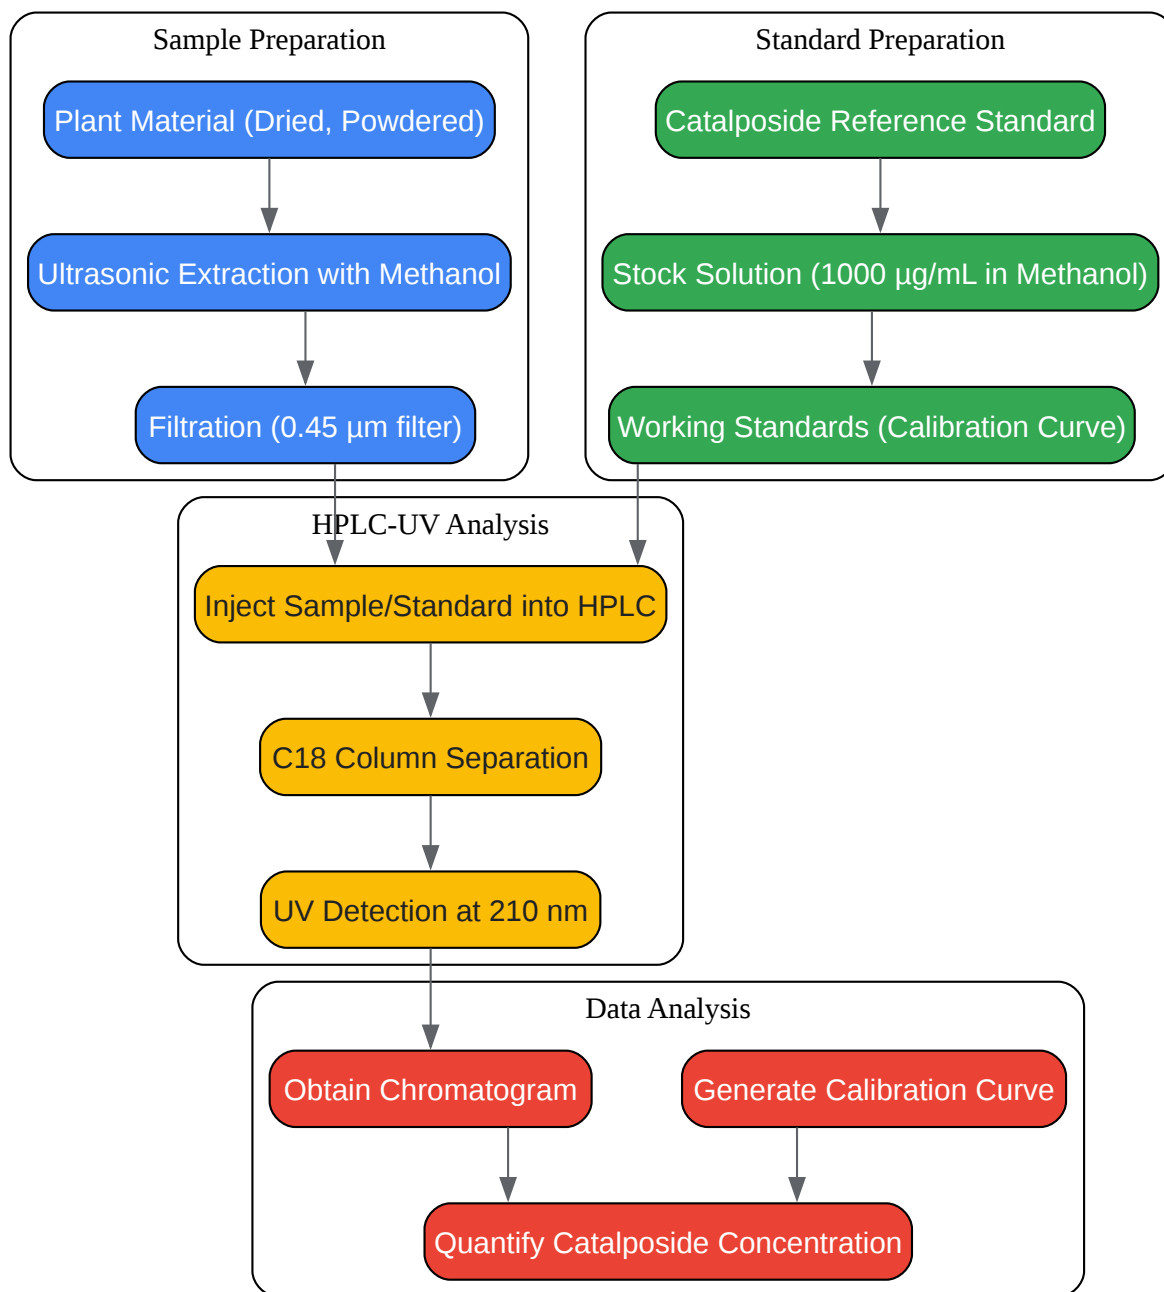 Sample Preparation
Plant Material (Dried, Powdered)
Ultrasonic Extraction with Methanol
Filtration (0.45 µm filter)
Standard Preparation
Catalposide Reference Standard
Stock Solution (1000 µg/mL in Methanol)
Working Standards (Calibration Curve)
HPLC-UV Analysis
Inject Sample/Standard into HPLC
C18 Column Separation
UV Detection at 210 nm
Data Analysis
Obtain Chromatogram
Generate Calibration Curve
Quantify Catalposide Concentration